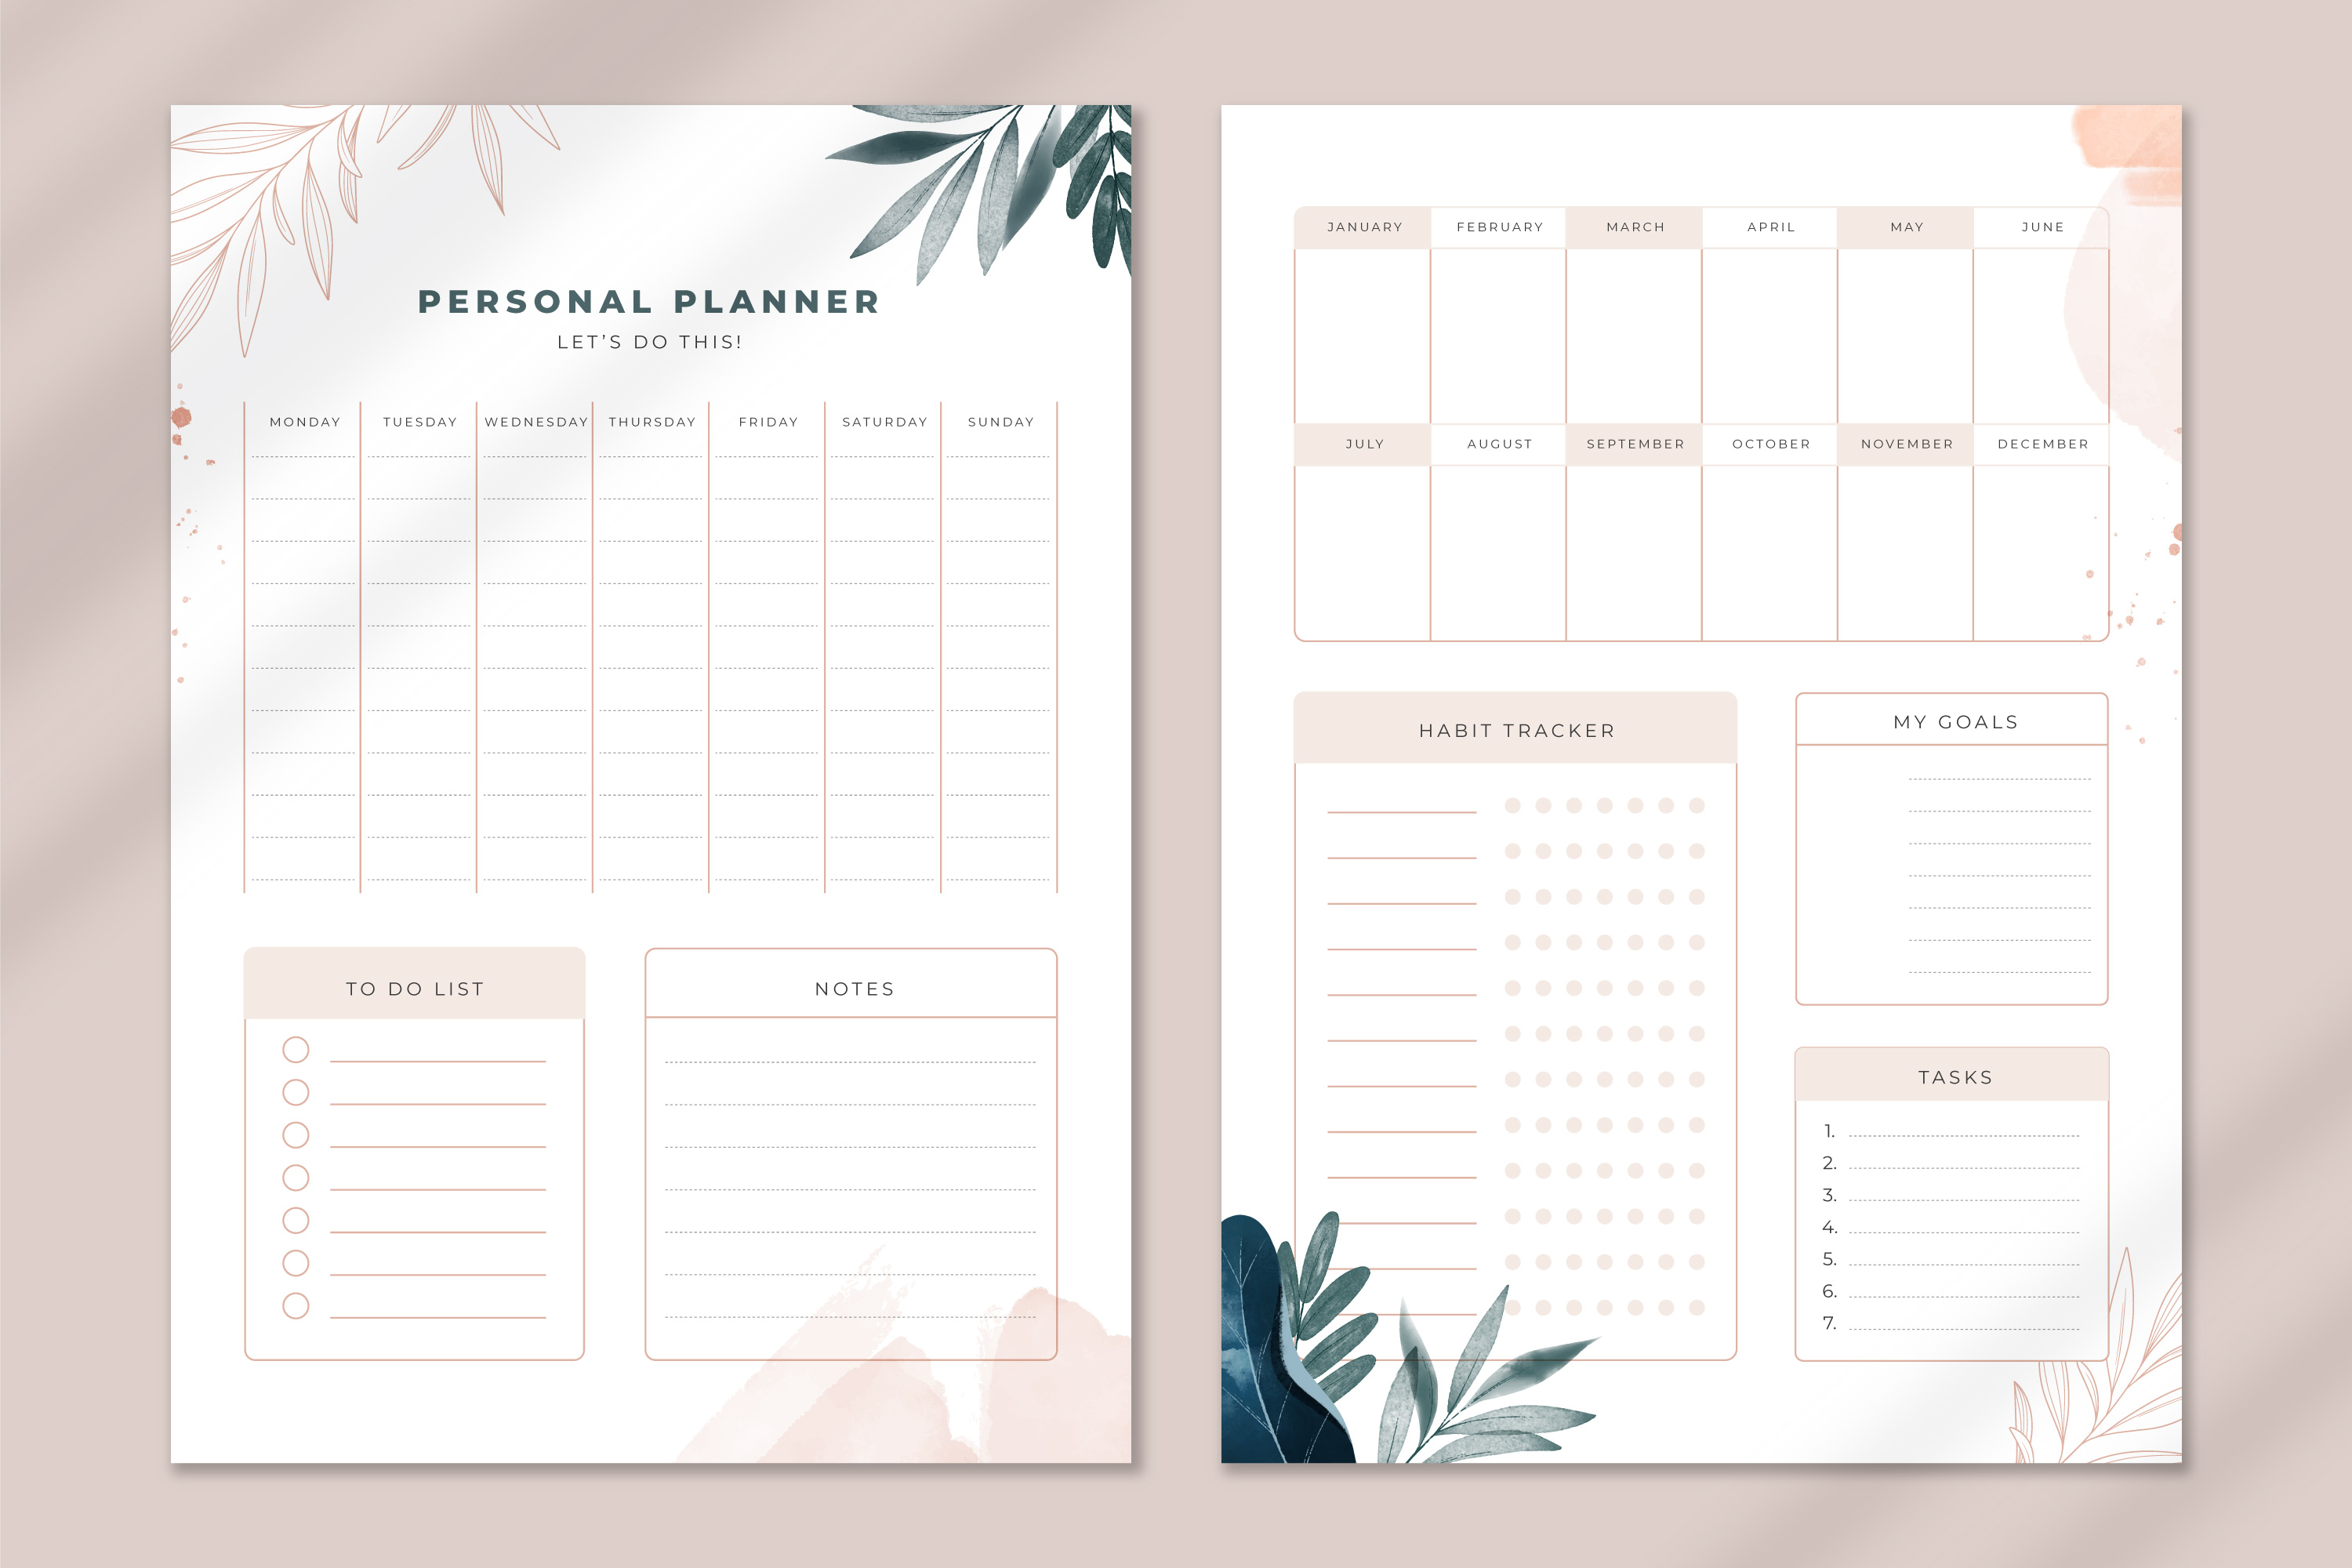 PERSONAL PLANNER
LET'S DO THIS!
MONDAY TUESDAY WEDNESDAY THURSDAY FRIDAY SATURDAY SUNDAY
TO DO LIST
NOTES
JANUARY FEBRUARY MARCH APRIL MAY JUNE
JULY AUGUST SEPTEMBER OCTOBER NOVEMBER DECEMBER
HABIT TRACKER
MY GOALS
TASKS
1.
2.
3.
4.
5.
6.
7.